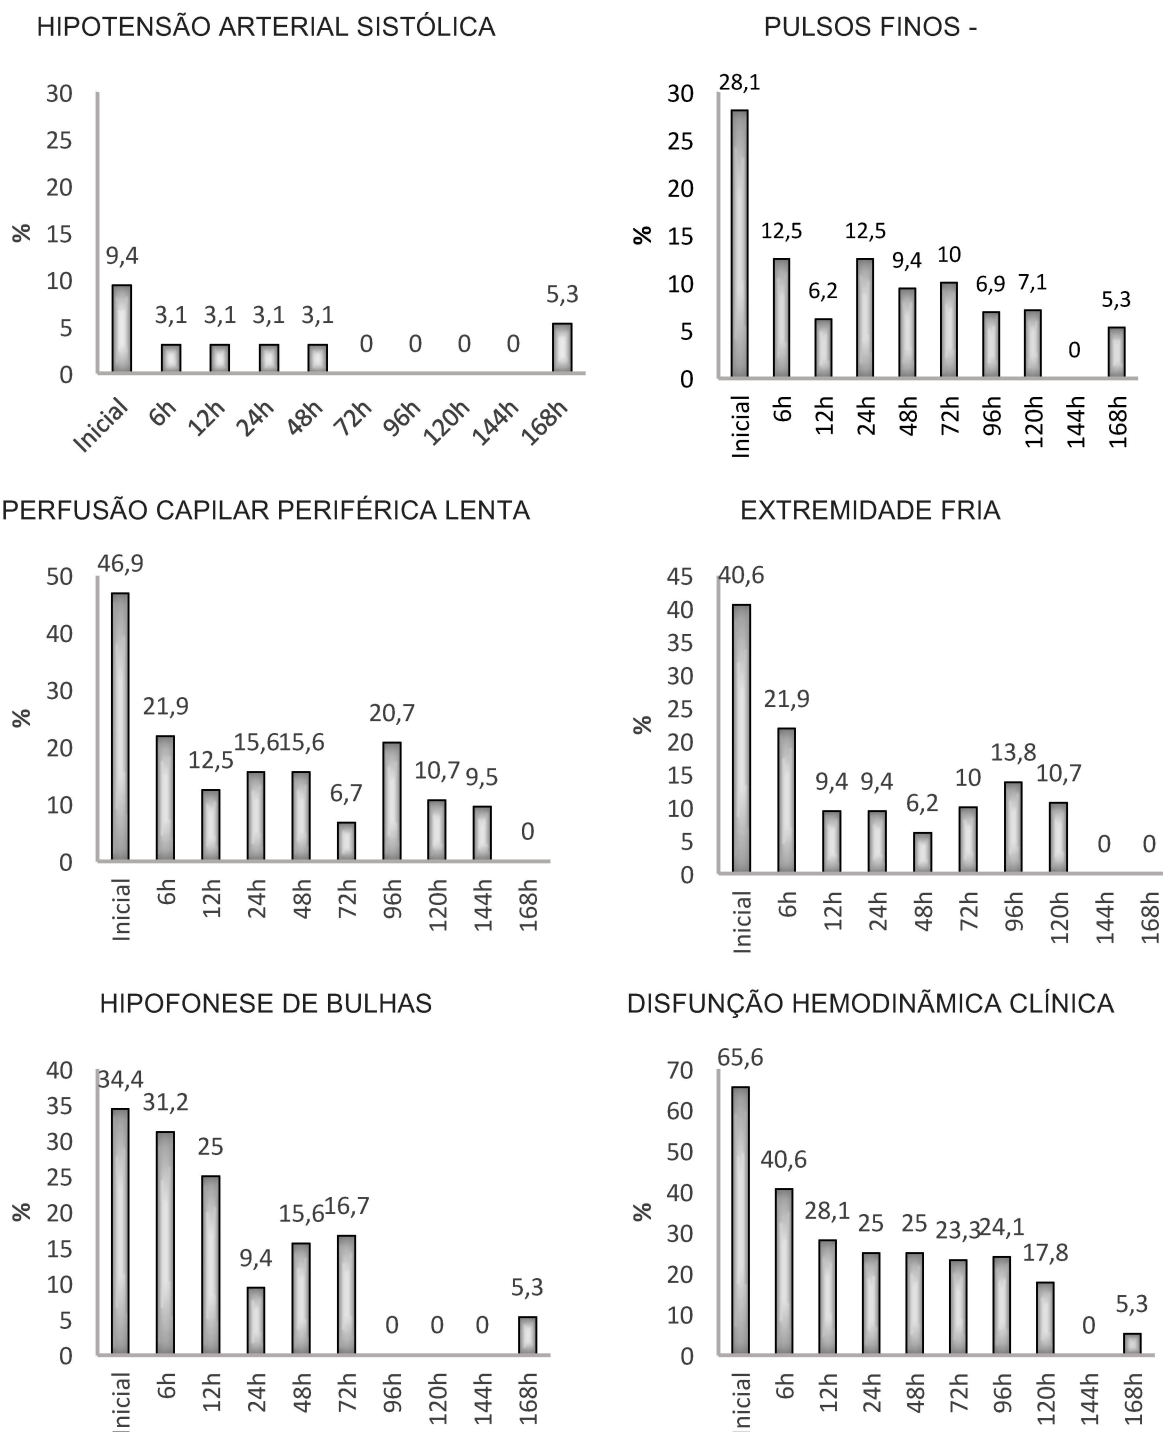 HIPOTENSÃO ARTERIAL SISTÓLICA
%
30
25
20
15
10
5
0
9,4
3,1
3,1
3,1
3,1
0
0
0
0
5,3
Inicial
6h
12h
24h
48h
72h
96h
120h
144h
168h
PULSOS FINOS -
%
30
25
20
15
10
5
0
28,1
12,5
6,2
12,5
9,4
10
6,9
7,1
0
5,3
Inicial
6h
12h
24h
48h
72h
96h
120h
144h
168h
PERFUSÃO CAPILAR PERIFÉRICA LENTA
%
50
40
30
20
10
0
46,9
21,9
12,5
15,6
15,6
6,7
20,7
10,7
9,5
0
Inicial
6h
12h
24h
48h
72h
96h
120h
144h
168h
EXTREMIDADE FRIA
%
45
40
35
30
25
20
15
10
5
0
40,6
21,9
9,4
9,4
6,2
10
13,8
10,7
0
0
Inicial
6h
12h
24h
48h
72h
96h
120h
144h
168h
HIPOFONESE DE BULHAS
%
40
35
30
25
20
15
10
5
0
34,4
31,2
25
9,4
15,6
16,7
0
0
0
5,3
Inicial
6h
12h
24h
48h
72h
96h
120h
144h
168h
DISFUNÇÃO HEMODINÃMICA CLÍNICA
%
70
60
50
40
30
20
10
0
65,6
40,6
28,1
25
25
23,3
24,1
17,8
0
5,3
Inicial
6h
12h
24h
48h
72h
96h
120h
144h
168h